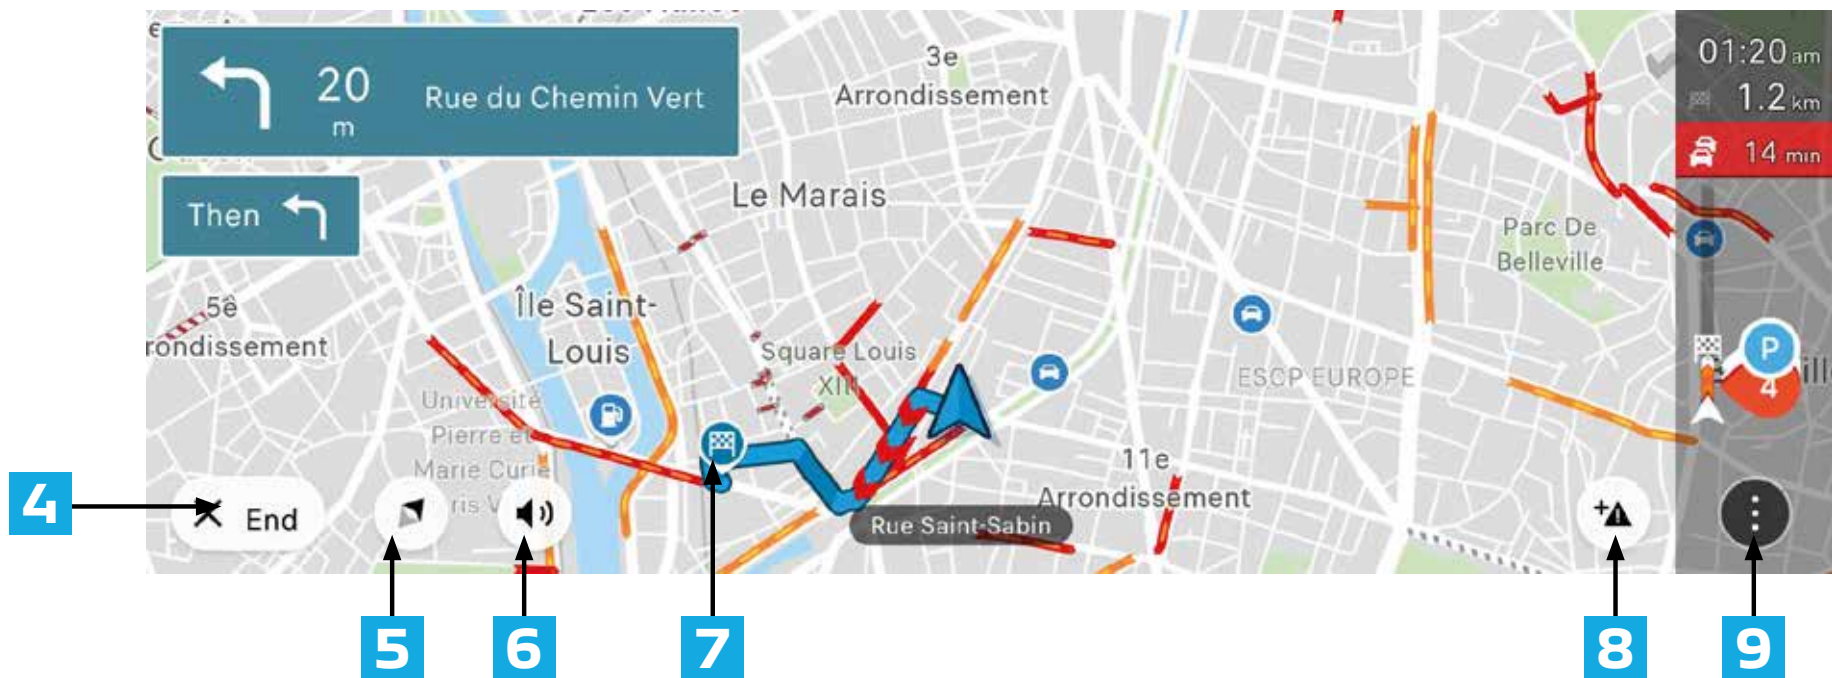 3e
Arrondissement
20
m
Rue du Chemin Vert
Then
Le Marais
01:20 am
1.2 km
14 min
Parc De
Belleville
5e
rondissement
Île Saint-
Louis
Square Louis
XIII
ESCP EUROPE
P
4
Université
Pierre et
Marie Curie
11e
Arrondissement
4
End
Rue Saint-Sabin
5
6
7
8
9